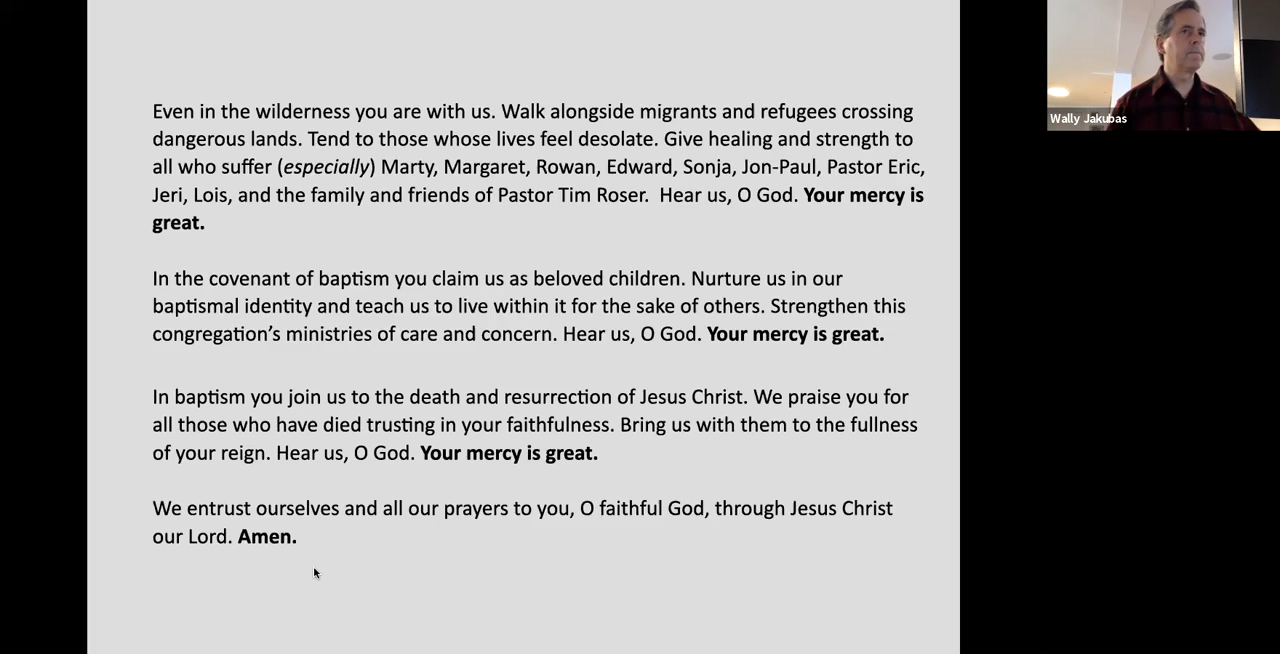 Even in the wilderness you are with us. Walk alongside migrants and refugees crossing
dangerous lands. Tend to those whose lives feel desolate. Give healing and strength to
all who suffer (especially) Marty, Margaret, Rowan, Edward, Sonja, Jon-Paul, Pastor Eric,
Jeri, Lois, and the family and friends of Pastor Tim Roser.  Hear us, O God. Your mercy is
great.
In the covenant of baptism you claim us as beloved children. Nurture us in our
baptismal identity and teach us to live within it for the sake of others. Strengthen this
congregation’s ministries of care and concern. Hear us, O God. Your mercy is great.
In baptism you join us to the death and resurrection of Jesus Christ. We praise you for
all those who have died trusting in your faithfulness. Bring us with them to the fullness
of your reign. Hear us, O God. Your mercy is great.
We entrust ourselves and all our prayers to you, O faithful God, through Jesus Christ
our Lord. Amen.
Wally Jakubas